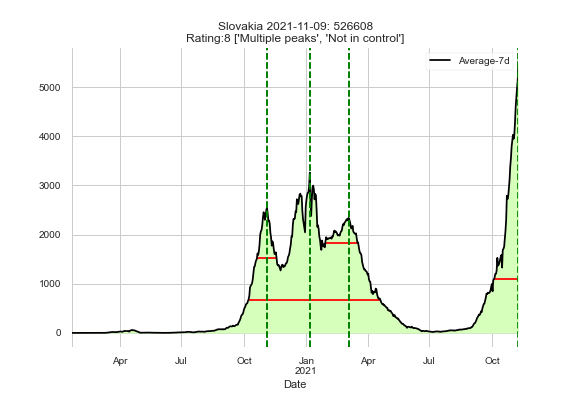 Slovakia 2021-11-09: 526608
Rating:8 ['Multiple peaks', 'Not in control']
Average-7d
5000
4000
3000
2000
1000
0
Apr
Jul
Oct
Jan
2021
Apr
Jul
Oct
Date